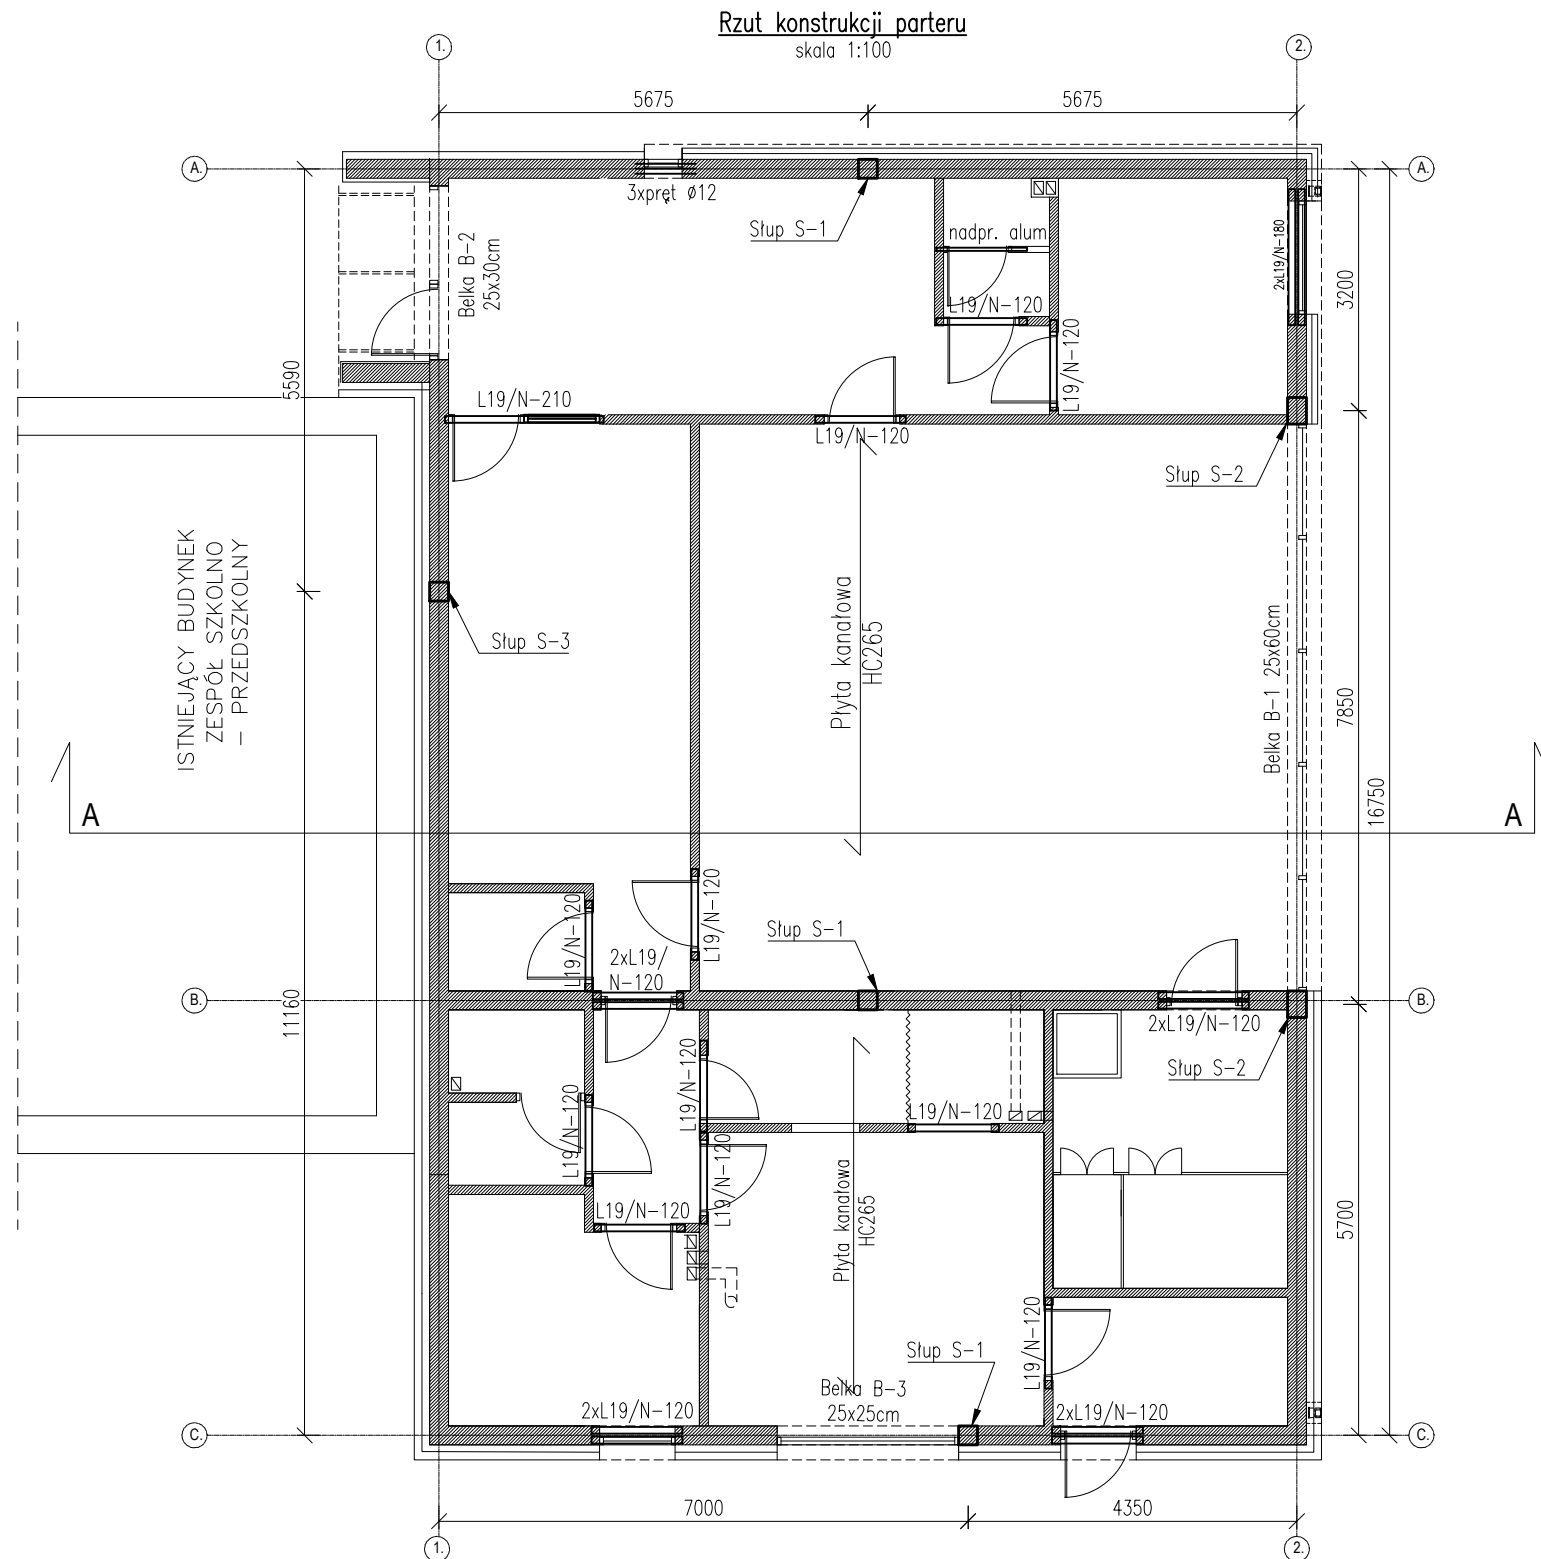 Rzut konstrukcji parteru
skala 1:100
1.
2.
5675
5675
A.
A.
3xpręt ø12
Słup S-1
nadpr. alum
Belka B-2
25x30cm
2xL19/N-180
3200
L19/N-120
L19/N-120
5590
L19/N-210
L19/N-120
Słup S-2
ISTNIEJĄCY BUDYNEK
ZESPÓŁ SZKOLNO
– PRZEDSZKOLNY
Słup S-3
Płyta kanałowa
HC265
Belka B-1 25x60cm
7850
16750
A
A
L19/N-120
L19/N-120
2xL19/
N-120
Słup S-1
B.
B.
11160
2xL19/N-120
Słup S-2
L19/N-120
L19/N-120
L19/N-120
L19/N-120
L19/N-120
Płyta kanałowa
HC265
5700
L19/N-120
Słup S-1
Belka B-3
25x25cm
2xL19/N-120
2xL19/N-120
C.
C.
7000
4350
1.
2.